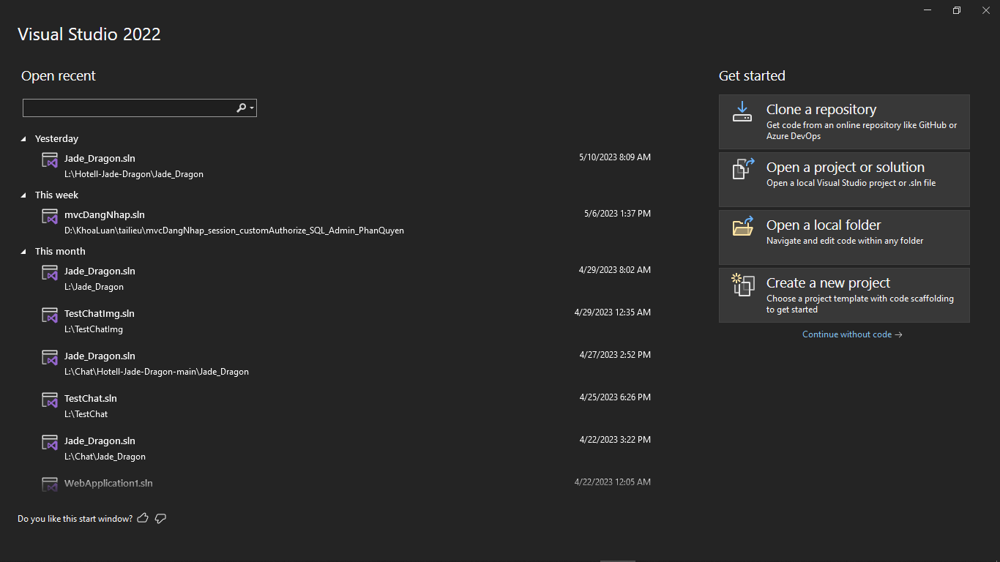 Visual Studio 2022
Open recent
Yesterday
Jade_Dragon.sln 5/10/2023 8:09 AM
L:\Hotell-Jade-Dragon\Jade_Dragon
This week
mvcDangNhap.sln 5/6/2023 1:37 PM
D:\KhoaLuan\tailieu\mvcDangNhap_session_customAuthorize_SQL_Admin_PhanQuyen
This month
Jade_Dragon.sln 4/29/2023 8:02 AM
L:\Jade_Dragon
TestChatImg.sln 4/29/2023 12:35 AM
L:\TestChatImg
Jade_Dragon.sln 4/27/2023 2:52 PM
L:\Chat\Hotell-Jade-Dragon-main\Jade_Dragon
TestChat.sln 4/25/2023 6:26 PM
L:\TestChat
Jade_Dragon.sln 4/22/2023 3:22 PM
L:\Chat\Jade_Dragon
WebApplication1.sln 4/22/2023 12:05 AM
Do you like this start window?
Get started
Clone a repository
Get code from an online repository like GitHub or
Azure DevOps
Open a project or solution
Open a local Visual Studio project or .sln file
Open a local folder
Navigate and edit code within any folder
Create a new project
Choose a project template with code scaffolding
to get started
Continue without code →